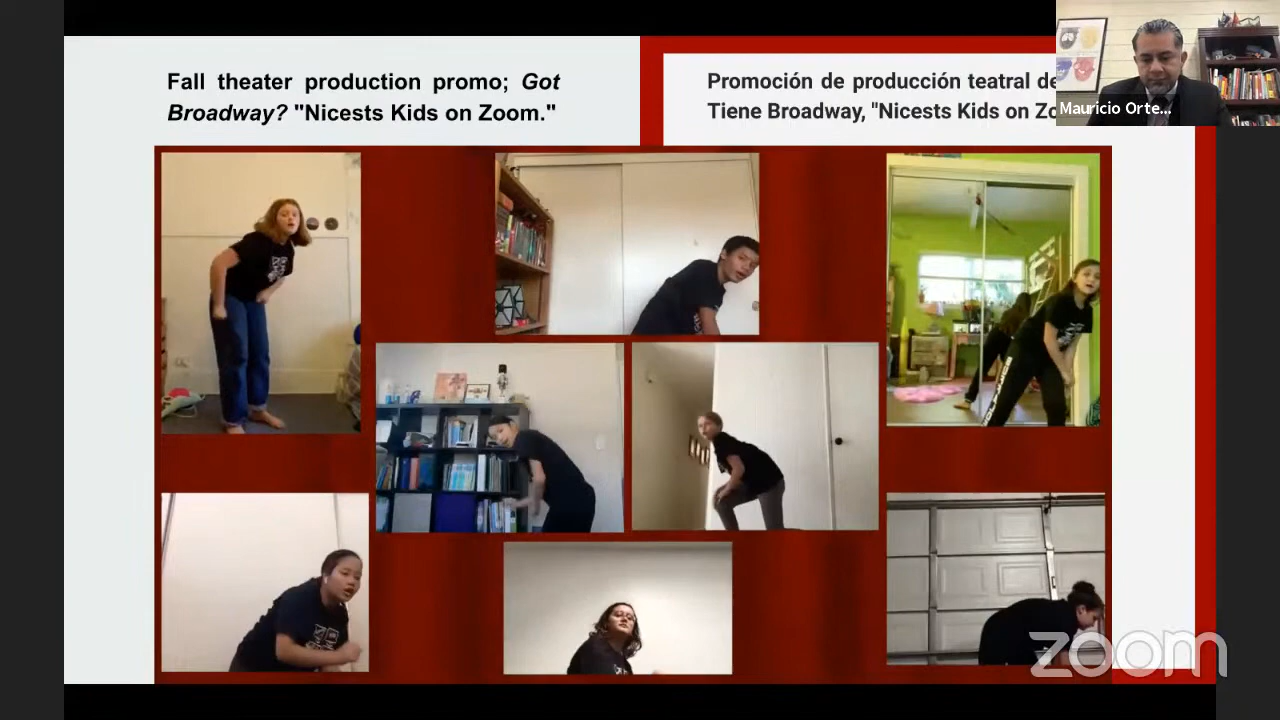 Fall theater production promo; Got
Broadway? "Nicests Kids on Zoom."
Promoción de producción teatral de
Tiene Broadway, "Nicests Kids on Zo
Mauricio Orte...
zoom